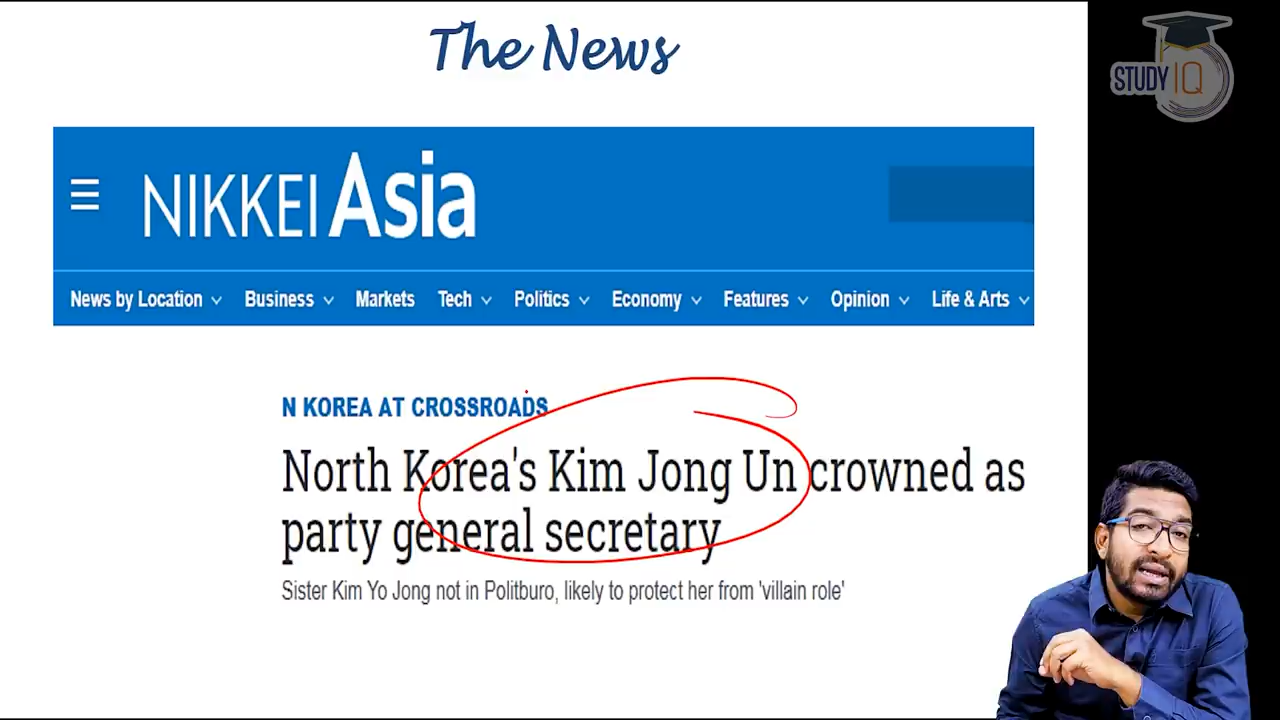 The News
STUDY IQ
NIKKEI Asia
News by Location Business Markets Tech Politics Economy Features Opinion Life & Arts
N KOREA AT CROSSROADS
North Korea's Kim Jong Un crowned as
party general secretary
Sister Kim Yo Jong not in Politburo, likely to protect her from 'villain role'